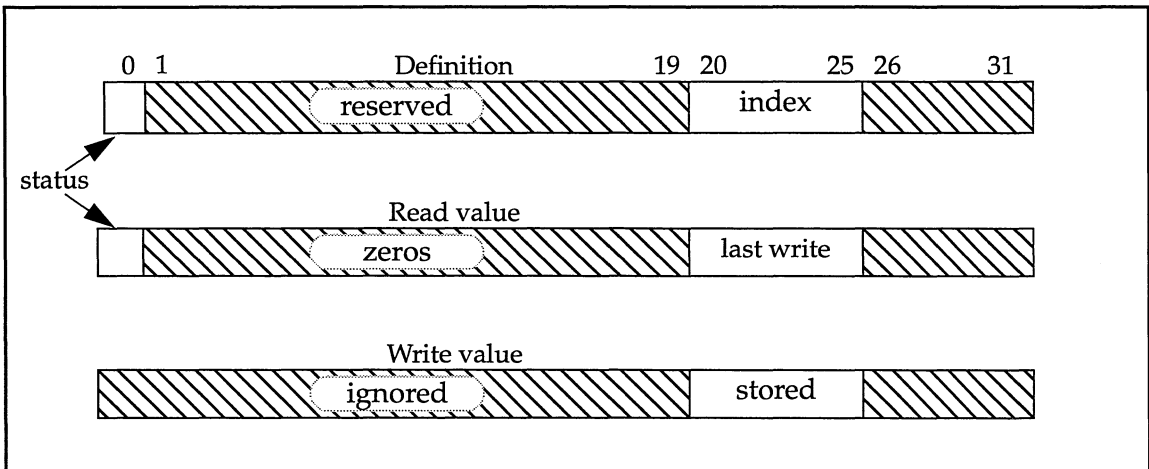 0 1 Definition 19 20 25 26 31
reserved index
status
Read value
zeros last write
Write value
ignored stored